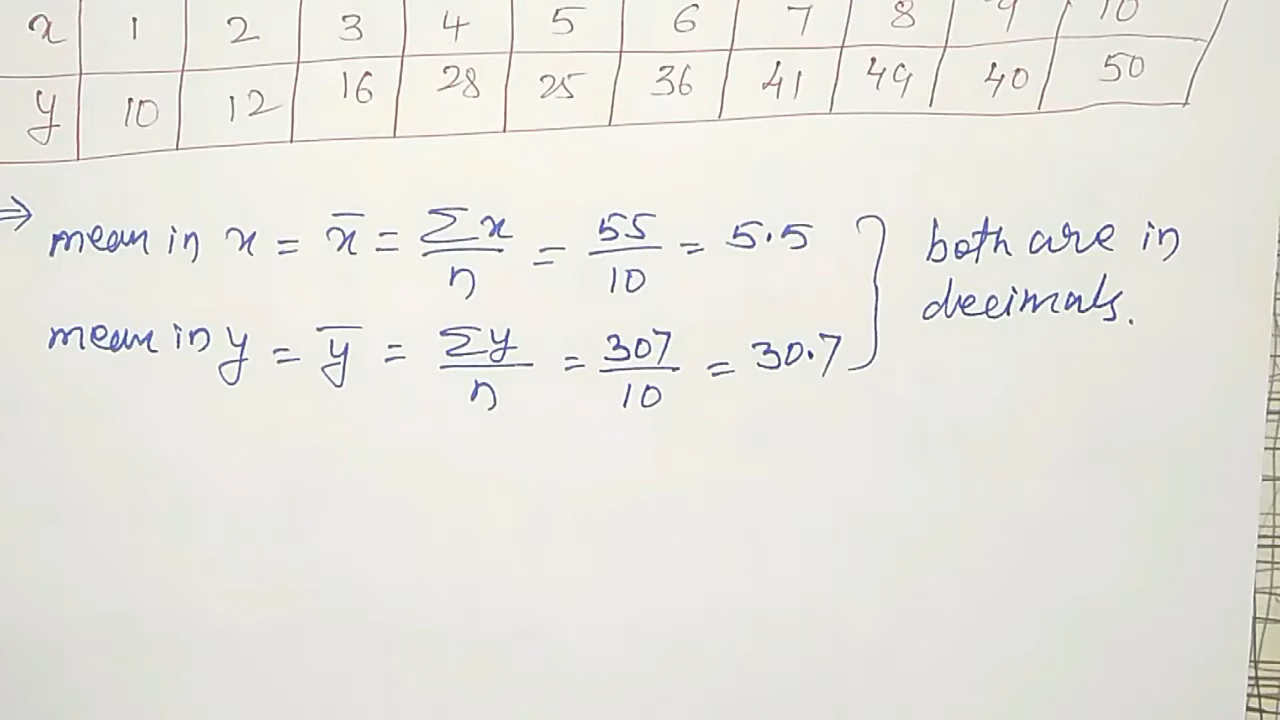 x 1 2 3 4 5 6 7 8 9 10
y 10 12 16 28 25 36 41 49 40 50
⇒ mean in x = x̄ = Σx/n = 55/10 = 5.5 } both are in decimals.
mean in y = ȳ = Σy/n = 307/10 = 30.7